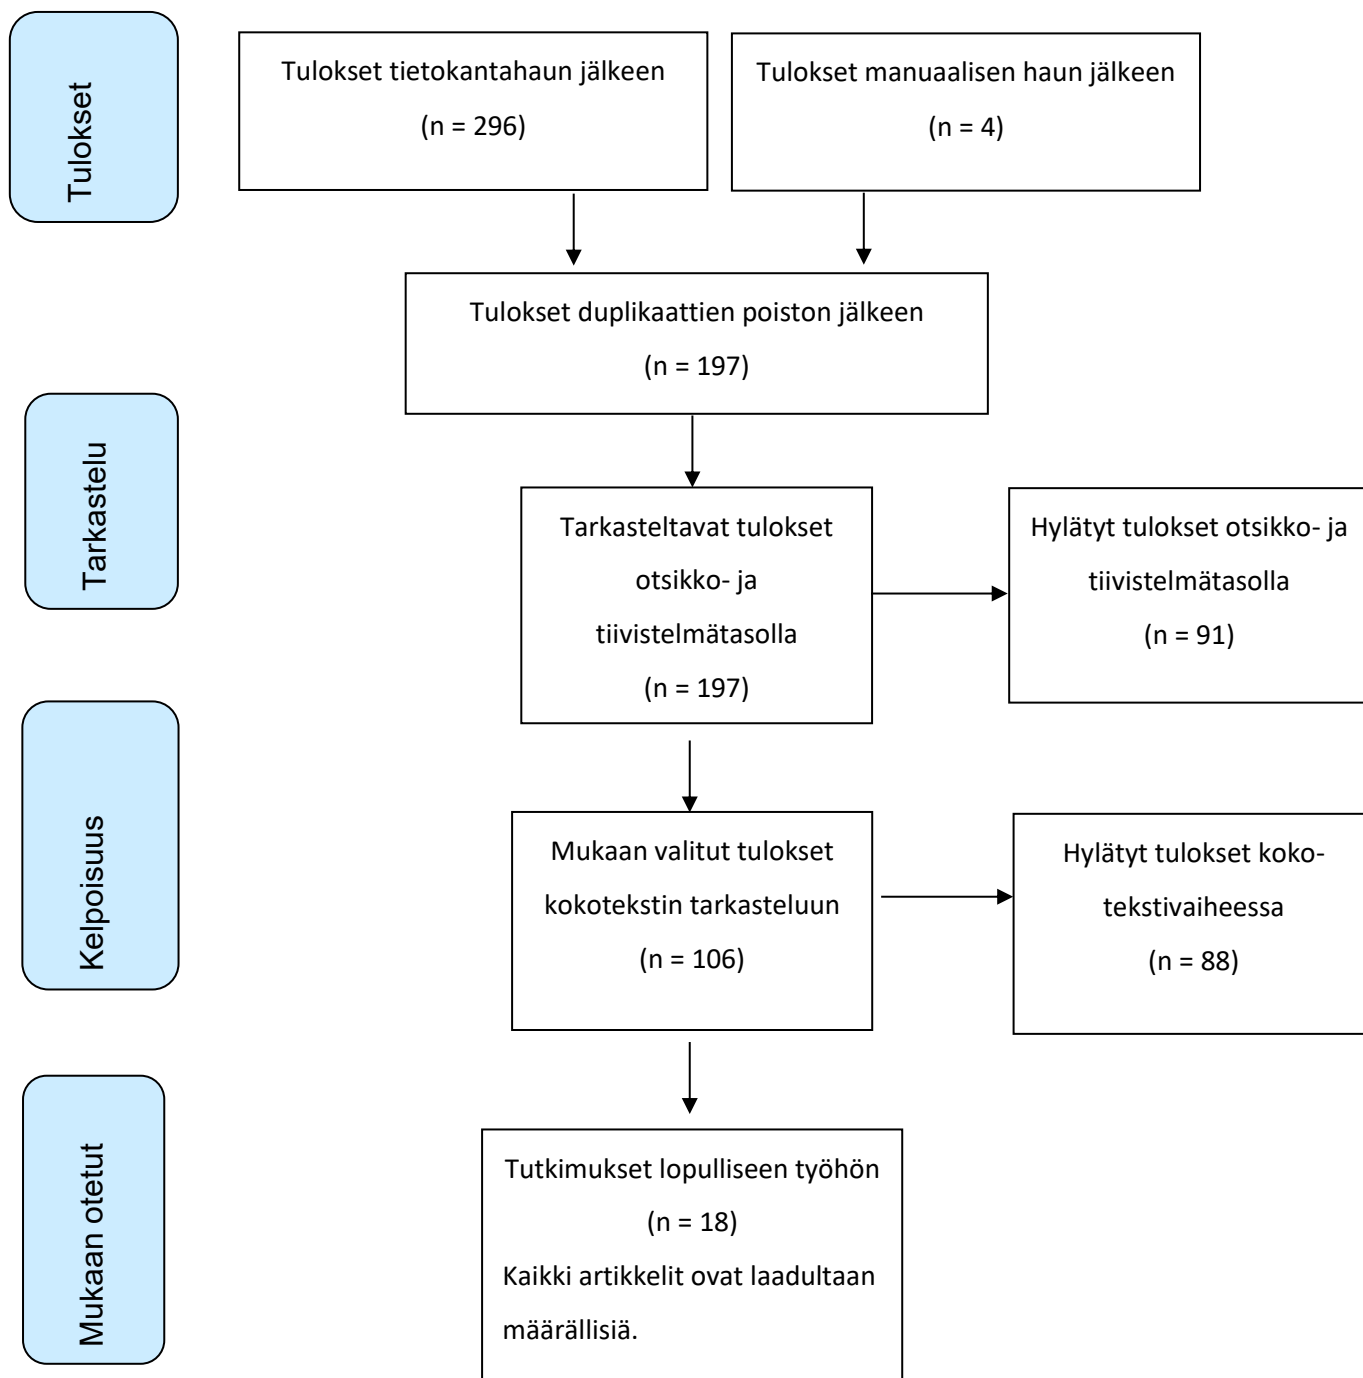 Tulokset
Tulokset tietokantahaun jälkeen
(n = 296)
Tulokset manuaalisen haun jälkeen
(n = 4)
Tulokset duplikaattien poiston jälkeen
(n = 197)
Tarkastelu
Tarkasteltavat tulokset
otsikko- ja
tiivistelmätasolla
(n = 197)
Hylätyt tulokset otsikko- ja
tiivistelmätasolla
(n = 91)
Kelpoisuus
Mukaan valitut tulokset
kokotekstin tarkasteluun
(n = 106)
Hylätyt tulokset koko-
tekstivaiheessa
(n = 88)
Mukaan otetut
Tutkimukset lopulliseen työhön
(n = 18)
Kaikki artikkelit ovat laadultaan
määrällisiä.